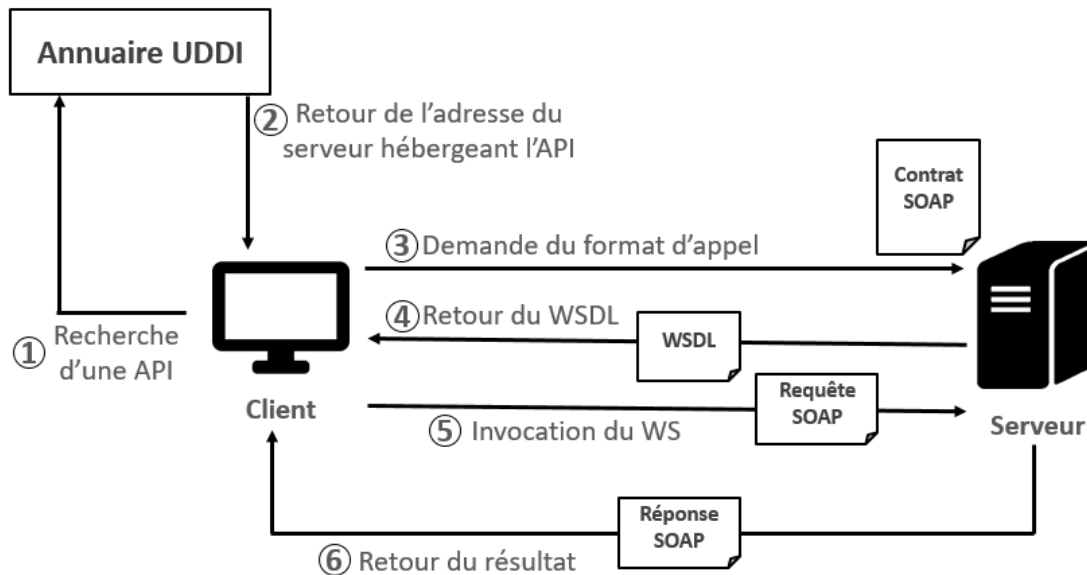 Annuaire UDDI
② Retour de l’adresse du
serveur hébergeant l’API
Contrat
SOAP
③ Demande du format d’appel
④ Retour du WSDL
WSDL
① Recherche
d’une API
Client
Requête
SOAP
⑤ Invocation du WS
Serveur
Réponse
SOAP
⑥ Retour du résultat